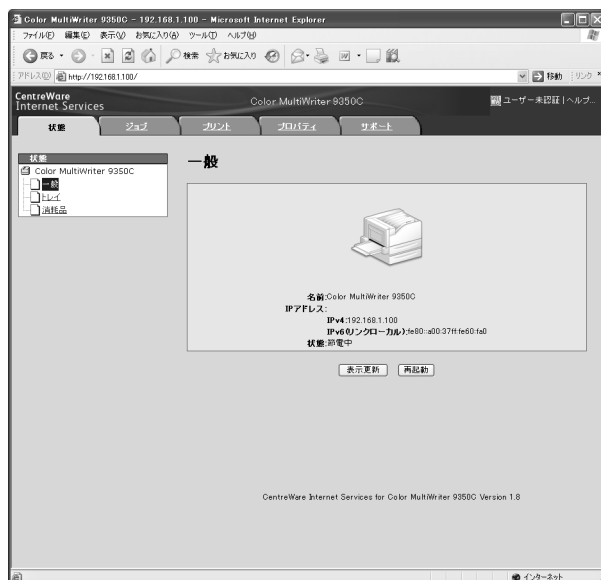 Color MultiWriter 9350C - 192.168.1.100 - Microsoft Internet Explorer
ファイル(F) 編集(E) 表示(V) お気に入り(A) ツール(T) ヘルプ(H)
戻る 検索 お気に入り
アドレス(D) http://192.168.1.100/ 移動 リンク »
CentreWare
Internet Services
Color MultiWriter 9350C
ユーザー未認証 | ヘルプ...
状態 ジョブ プリント プロパティ サポート
状態
Color MultiWriter 9350C
一般
トレイ
消耗品
一般
名前:Color MultiWriter 9350C
IPアドレス:
IPv4:192.168.1.100
IPv6(リンクローカル):fe80::a00:37ff:fe60:fa0
状態:節電中
表示更新 再起動
CentreWare Internet Services for Color MultiWriter 9350C Version 1.8
インターネット